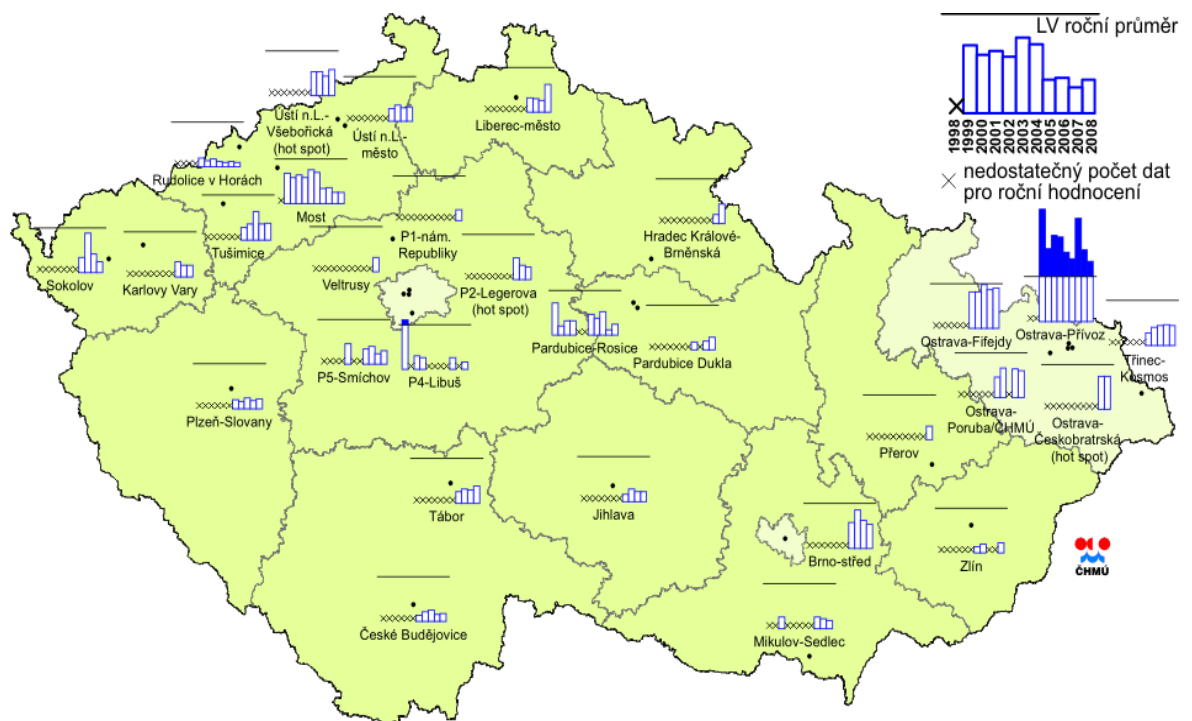 LV roční průměr
1998
1999
2000
2001
2002
2003
2004
2005
2006
2007
2008
nedostatečný počet dat
pro roční hodnocení
Ústí n.L.-
Všebořická
(hot spot)
Ústí n.L.-
město
Liberec-město
Rudolice v Horách
Most
Tušimice
P1-nám.
Republiky
Hradec Králové-
Brněnská
Sokolov
Karlovy Vary
Veltrusy
P2-Legerova
(hot spot)
Pardubice-Rosice
Pardubice Dukla
Ostrava-Fifejdy
Ostrava-Přívoz
Třinec-
Kosmos
P5-Smíchov
P4-Libuš
Plzeň-Slovany
Ostrava-
Poruba/ČHMÚ
Ostrava-
Českobratrská
(hot spot)
Přerov
Tábor
Jihlava
Brno-střed
Zlín
ČHMÚ
České Budějovice
Mikulov-Sedlec